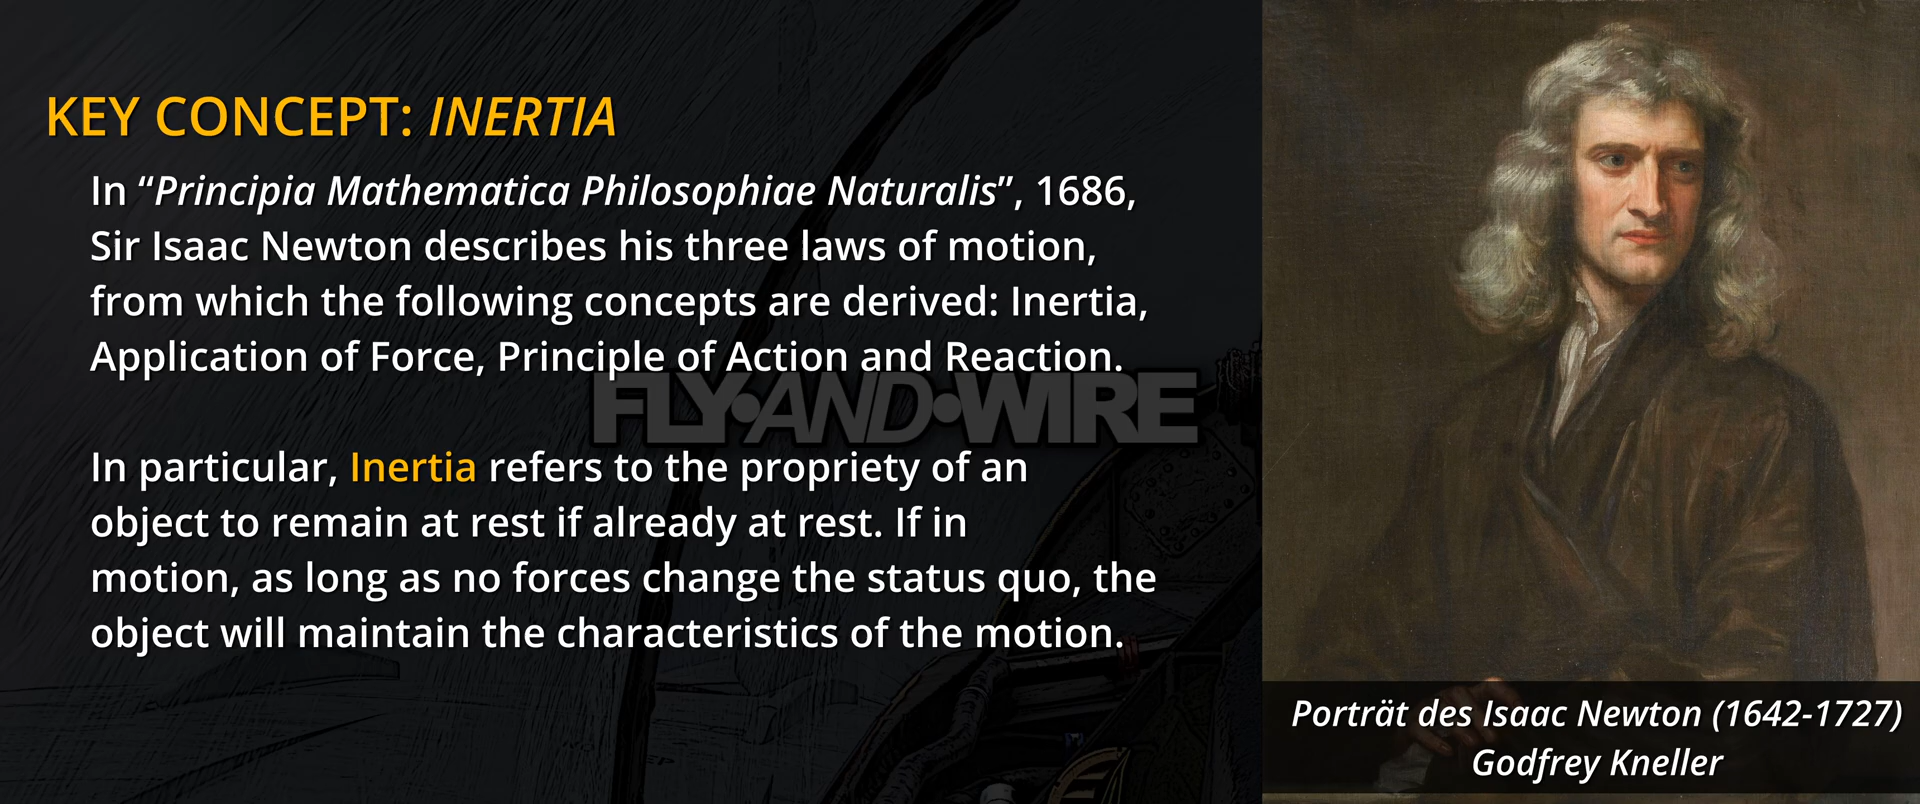 KEY CONCEPT: INERTIA
In “Principia Mathematica Philosophiae Naturalis”, 1686,
Sir Isaac Newton describes his three laws of motion,
from which the following concepts are derived: Inertia,
Application of Force, Principle of Action and Reaction.
FLY•AND•WIRE
In particular, Inertia refers to the propriety of an
object to remain at rest if already at rest. If in
motion, as long as no forces change the status quo, the
object will maintain the characteristics of the motion.
Porträt des Isaac Newton (1642-1727)
Godfrey Kneller